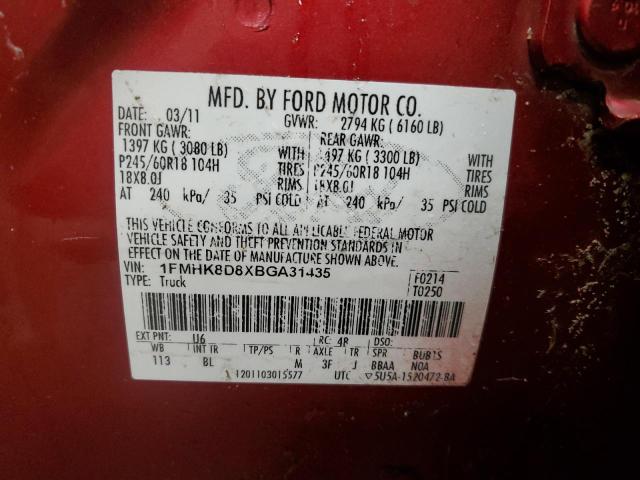 MFD. BY FORD MOTOR CO.
DATE: 03/11 GVWR: 2794 KG ( 6160 LB)
FRONT GAWR: REAR GAWR:
1397 KG ( 3080 LB) WITH 1497 KG ( 3300 LB) WITH
P245/60R18 104H TIRES P245/60R18 104H TIRES
18X8.0J RIMS 18X8.0J RIMS
AT 240 kPa/ 35 PSI COLD AT 240 kPa/ 35 PSI COLD
THIS VEHICLE CONFORMS TO ALL APPLICABLE FEDERAL MOTOR
VEHICLE SAFETY AND THEFT PREVENTION STANDARDS IN
EFFECT ON THE DATE OF MANUFACTURE SHOWN ABOVE.
VIN: 1FMHK8D8XBGA31435 F0214
TYPE: Truck T0250
EXT PNT: U6 RC: 4R DSO:
WB INT TR TP/PS R AXLE TR SPR BUB1S
113 BL M 3F J BBAA N0A
1201103015577 UTC ▽5U5A-1520472-BA